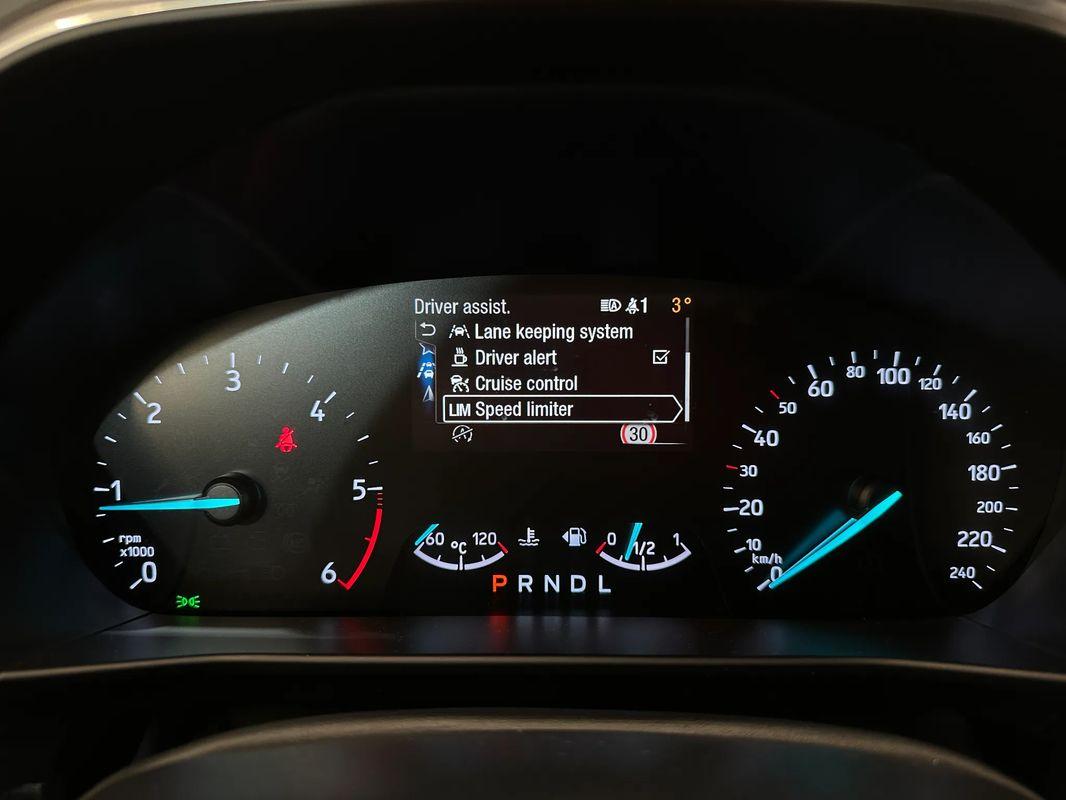 Driver assist. 1 3°
Lane keeping system
Driver alert
Cruise control
LIM Speed limiter
30
0 1 2 3 4 5 6
rpm
x1000
60 °C 120
0 1/2 1
P R N D L
0 10 20 30 40 50 60 80 100 120 140 160 180 200 220 240
km/h